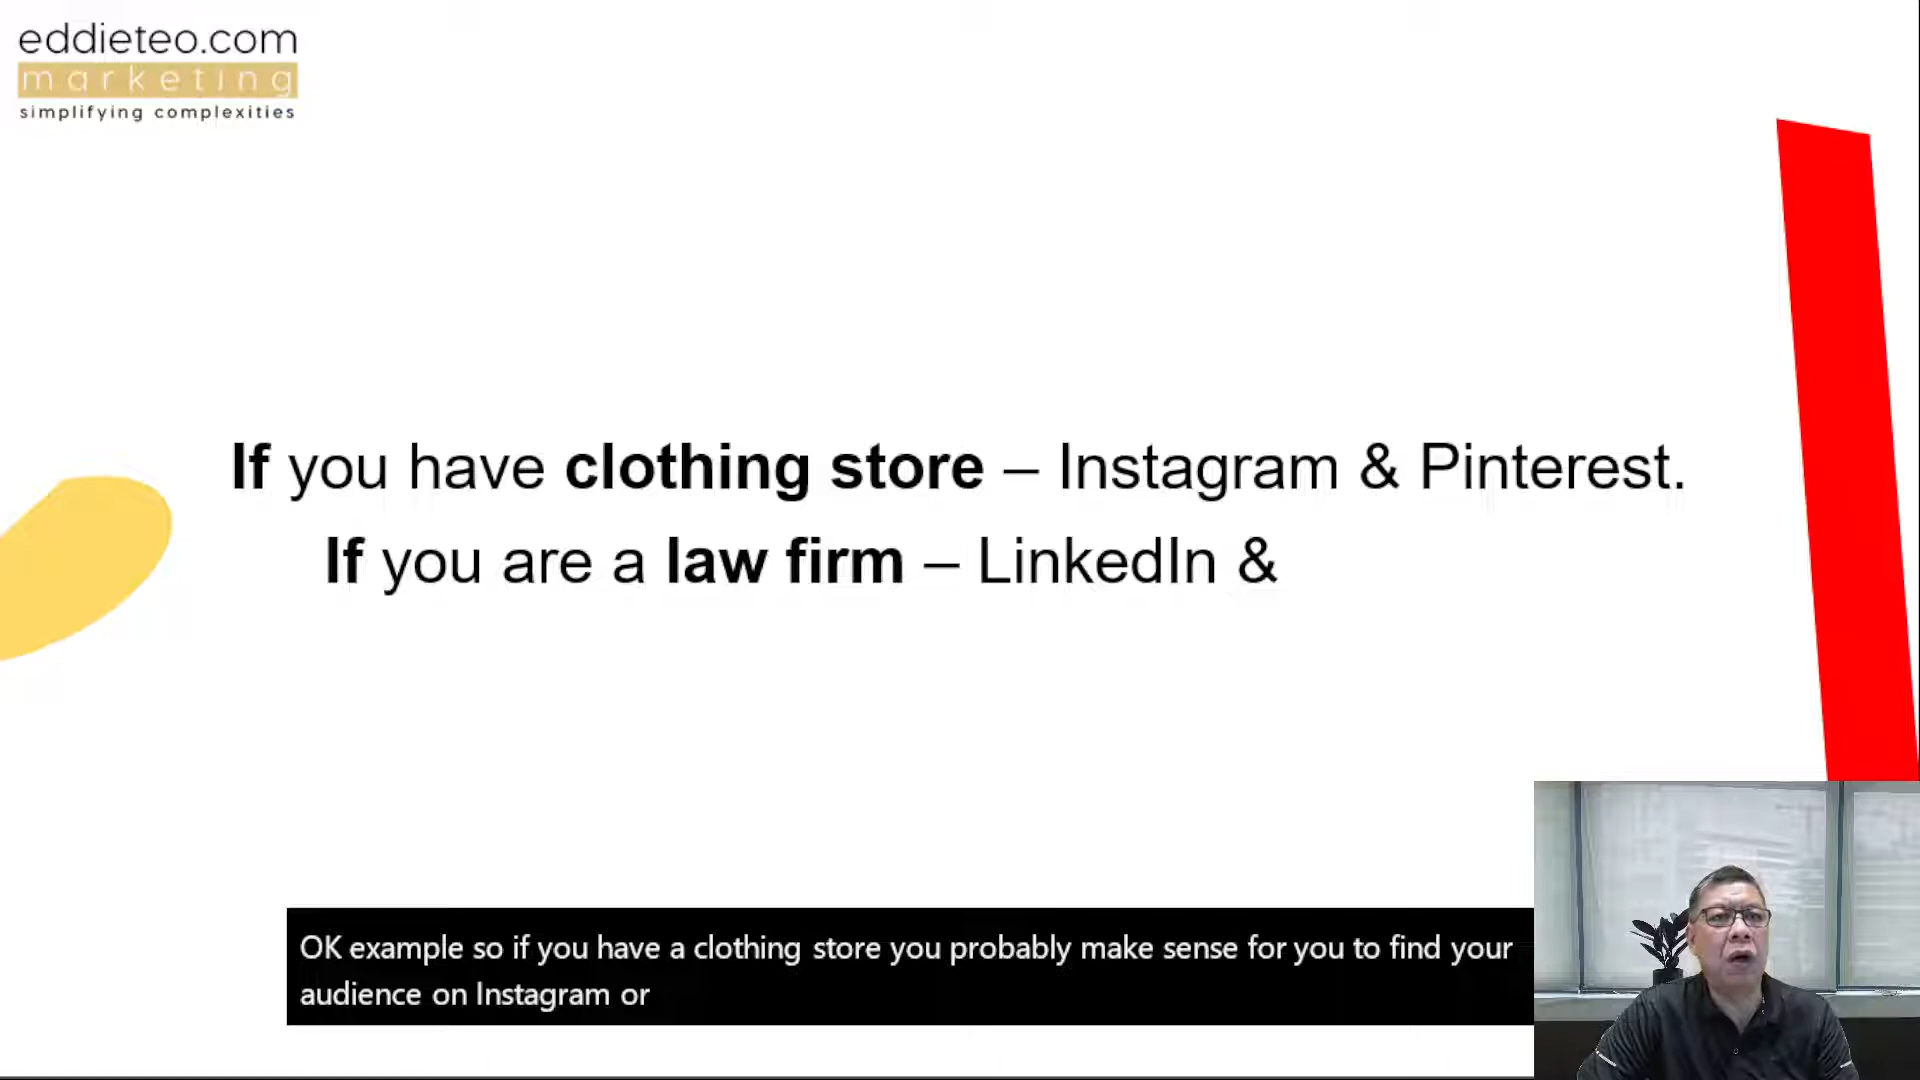 eddieteo.com
marketing
simplifying complexities
If you have clothing store – Instagram & Pinterest.
If you are a law firm – LinkedIn &
OK example so if you have a clothing store you probably make sense for you to find your
audience on Instagram or